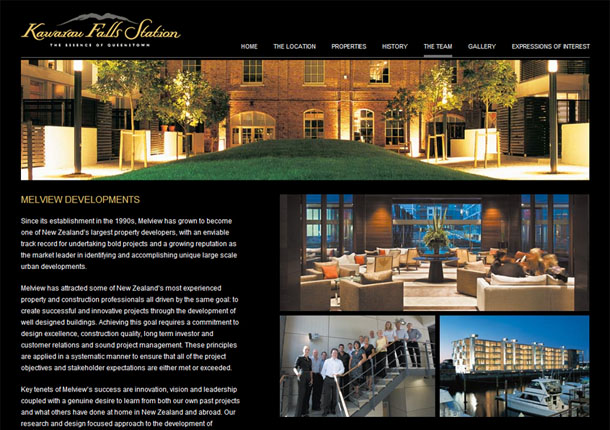 Kawarau Falls Station
THE ESSENCE OF QUEENSTOWN
HOME THE LOCATION PROPERTIES HISTORY THE TEAM GALLERY EXPRESSIONS OF INTEREST
MELVIEW DEVELOPMENTS
Since its establishment in the 1990s, Melview has grown to become
one of New Zealand's largest property developers, with an enviable
track record for undertaking bold projects and a growing reputation as
the market leader in identifying and accomplishing unique large scale
urban developments.
Melview has attracted some of New Zealand's most experienced
property and construction professionals all driven by the same goal: to
create successful and innovative projects through the development of
well designed buildings. Achieving this goal requires a commitment to
design excellence, construction quality, long term investor and
customer relations and sound project management. These principles
are applied in a systematic manner to ensure that all of the project
objectives and stakeholder expectations are either met or exceeded.
Key tenets of Melview's success are innovation, vision and leadership
coupled with a genuine desire to learn from both our own past projects
and what others have done at home in New Zealand and abroad. Our
research and design focused approach to the development of